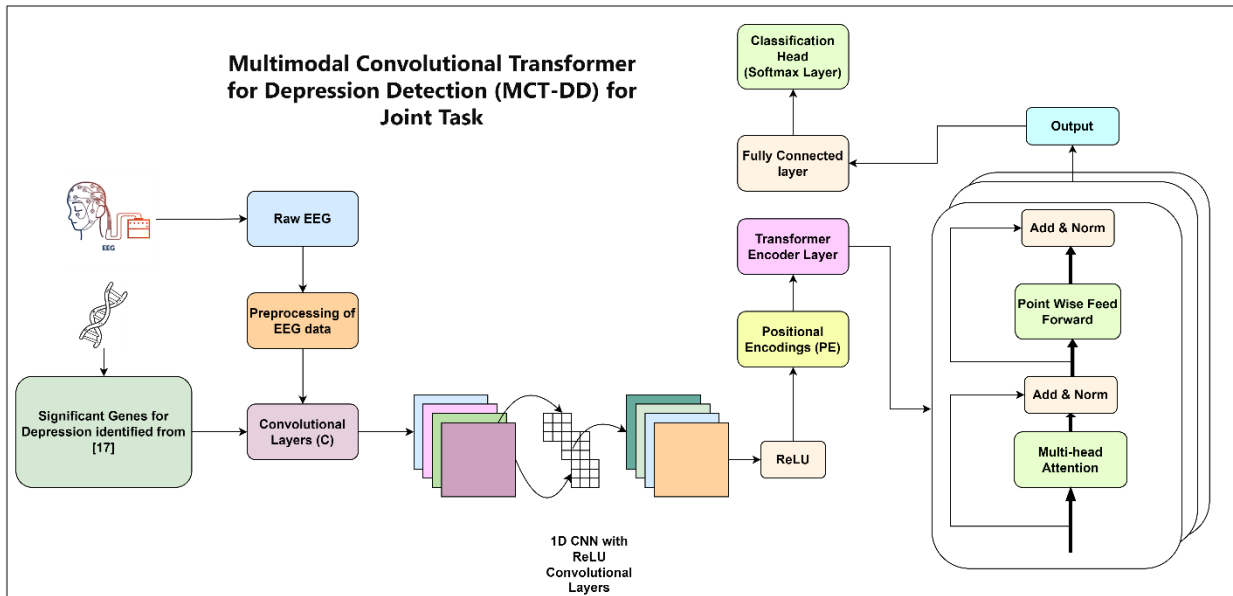 Multimodal Convolutional Transformer
for Depression Detection (MCT-DD) for
Joint Task
EEG
Raw EEG
Preprocessing of
EEG data
Significant Genes for
Depression identified from
[17]
Convolutional
Layers (C)
1D CNN with
ReLU
Convolutional
Layers
ReLU
Positional
Encodings (PE)
Transformer
Encoder Layer
Multi-head
Attention
Add & Norm
Point Wise Feed
Forward
Add & Norm
Output
Fully Connected
layer
Classification
Head
(Softmax Layer)